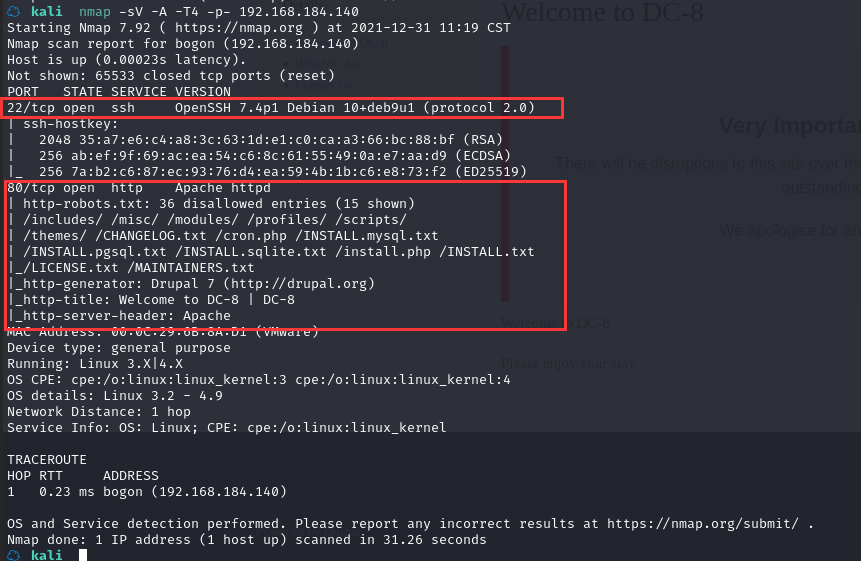 kali  nmap -sV -A -T4 -p- 192.168.184.140
Starting Nmap 7.92 ( https://nmap.org ) at 2021-12-31 11:19 CST
Nmap scan report for bogon (192.168.184.140)
Host is up (0.00023s latency).
Not shown: 65533 closed tcp ports (reset)
PORT   STATE SERVICE VERSION
22/tcp open  ssh     OpenSSH 7.4p1 Debian 10+deb9u1 (protocol 2.0)
| ssh-hostkey:
|   2048 35:a7:e6:c4:a8:3c:63:1d:e1:c0:ca:a3:66:bc:88:bf (RSA)
|   256 ab:ef:9f:69:ac:ea:54:c6:8c:61:55:49:0a:e7:aa:d9 (ECDSA)
|_  256 7a:b2:c6:87:ec:93:76:d4:ea:59:4b:1b:c6:e8:73:f2 (ED25519)
80/tcp open  http    Apache httpd
| http-robots.txt: 36 disallowed entries (15 shown)
| /includes/ /misc/ /modules/ /profiles/ /scripts/
| /themes/ /CHANGELOG.txt /cron.php /INSTALL.mysql.txt
| /INSTALL.pgsql.txt /INSTALL.sqlite.txt /install.php /INSTALL.txt
|_/LICENSE.txt /MAINTAINERS.txt
|_http-generator: Drupal 7 (http://drupal.org)
|_http-title: Welcome to DC-8 | DC-8
|_http-server-header: Apache
MAC Address: 00:0C:29:6B:8A:D1 (VMware)
Device type: general purpose
Running: Linux 3.X|4.X
OS CPE: cpe:/o:linux:linux_kernel:3 cpe:/o:linux:linux_kernel:4
OS details: Linux 3.2 - 4.9
Network Distance: 1 hop
Service Info: OS: Linux; CPE: cpe:/o:linux:linux_kernel
TRACEROUTE
HOP RTT     ADDRESS
1   0.23 ms bogon (192.168.184.140)
OS and Service detection performed. Please report any incorrect results at https://nmap.org/submit/ .
Nmap done: 1 IP address (1 host up) scanned in 31.26 seconds
kali
Welcome to DC-8
Who We Are
Contact Us
Very Importa
There will be disruptions to this site over the
outstanding
We apologise for an
Welcome to DC-8.
Please enjoy your stay.